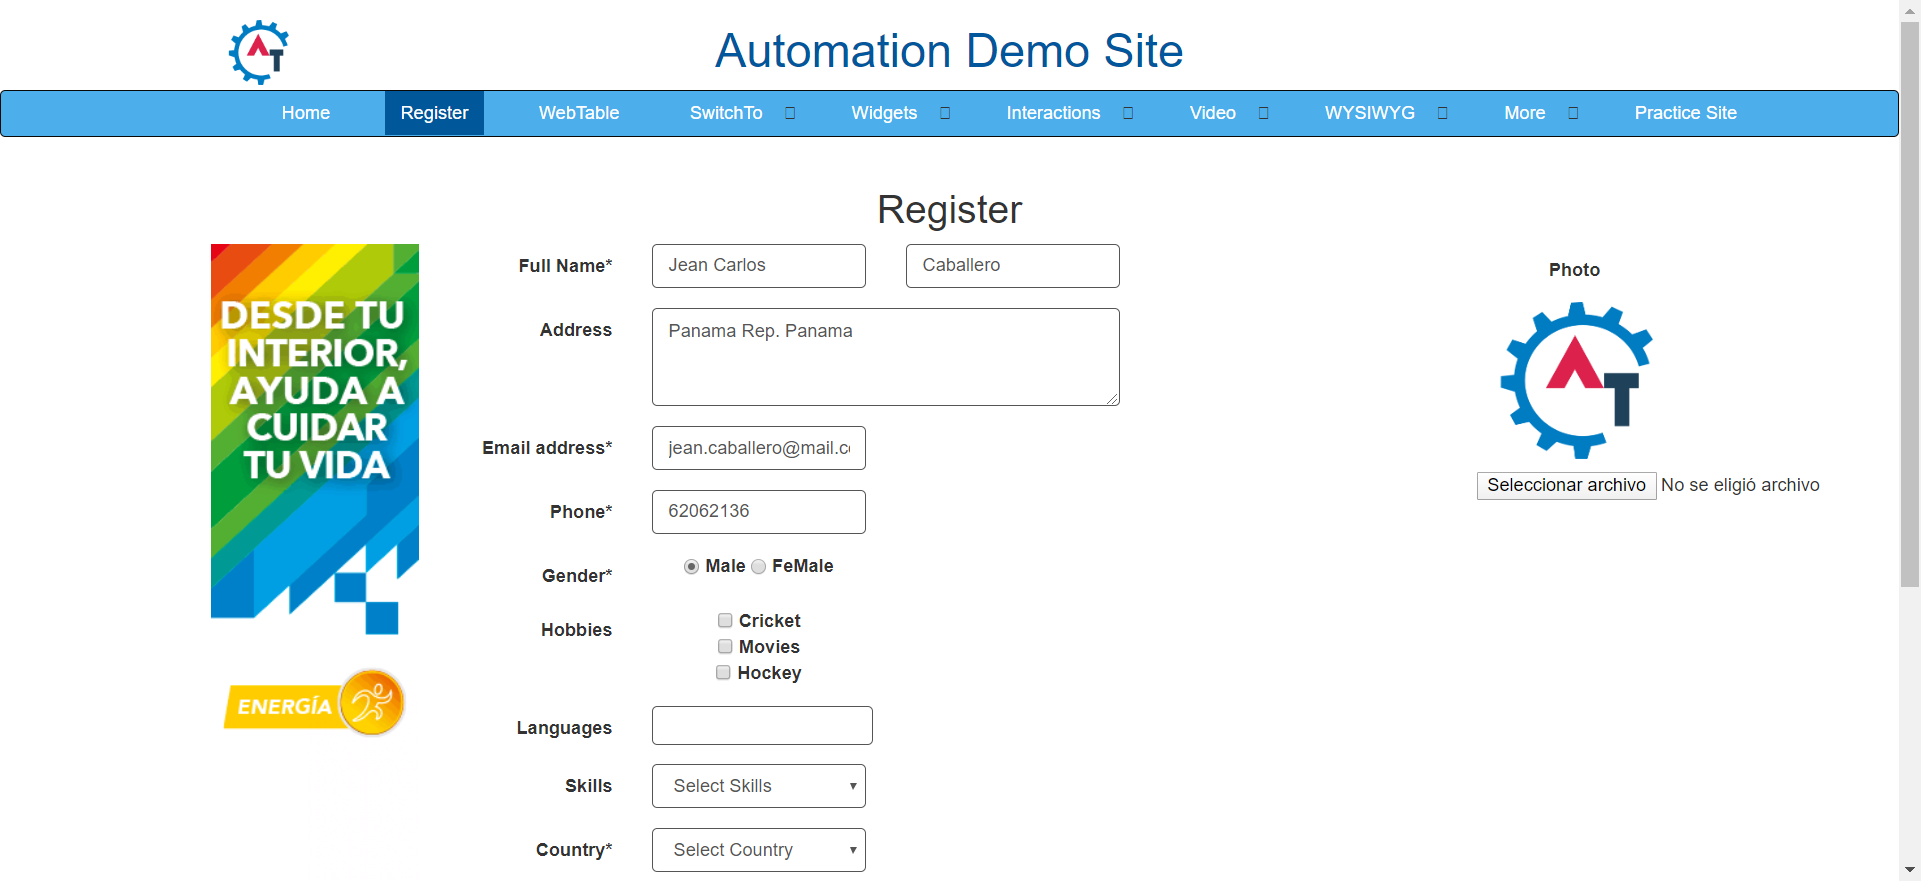 AT
Automation Demo Site
Home Register WebTable SwitchTo Widgets Interactions Video WYSIWYG More Practice Site
Register
DESDE TU
INTERIOR,
AYUDA A
CUIDAR
TU VIDA
ENERGÍA
Full Name* Jean Carlos Caballero
Address Panama Rep. Panama
Email address* jean.caballero@mail.c
Phone* 62062136
Gender* Male FeMale
Hobbies Cricket
Movies
Hockey
Languages
Skills Select Skills
Country* Select Country
Photo
AT
Seleccionar archivo No se eligió archivo